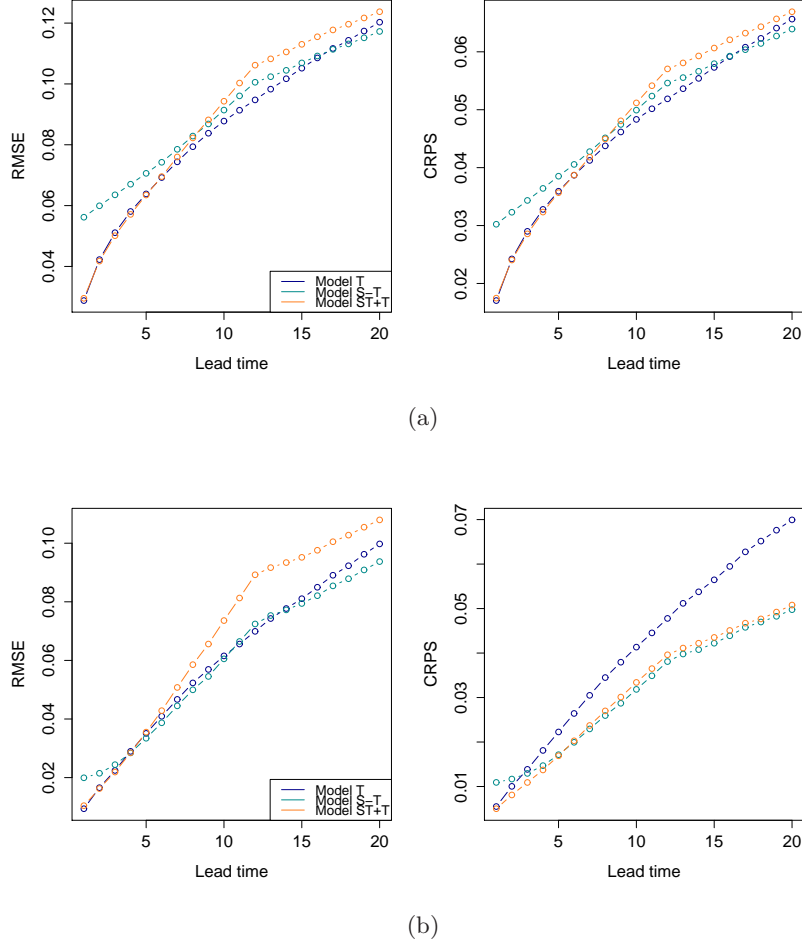 0.04 0.06 0.08 0.10 0.12
RMSE
5 10 15 20
Lead time
Model T
Model S−T
Model ST+T
0.02 0.03 0.04 0.05 0.06
CRPS
5 10 15 20
Lead time
(a)
0.02 0.04 0.06 0.08 0.10
RMSE
5 10 15 20
Lead time
Model T
Model S−T
Model ST+T
0.01 0.03 0.05 0.07
CRPS
5 10 15 20
Lead time
(b)